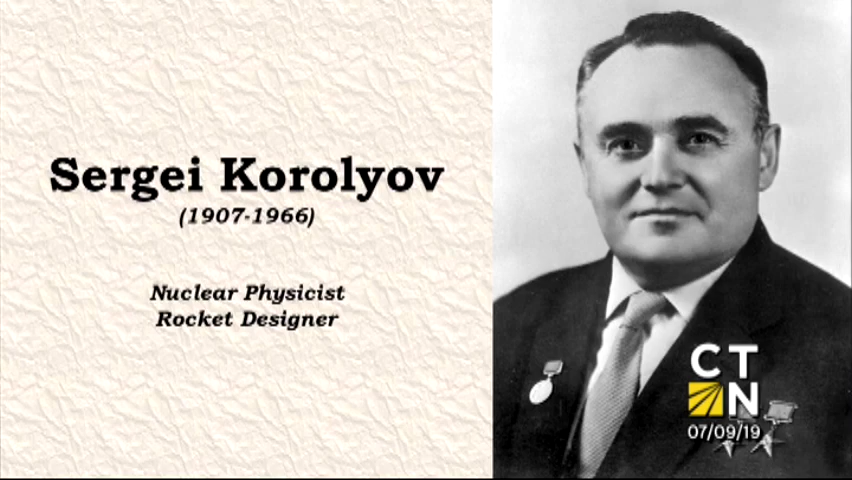 Sergei Korolyov
(1907-1966)
Nuclear Physicist
Rocket Designer
CT
N
07/09/19